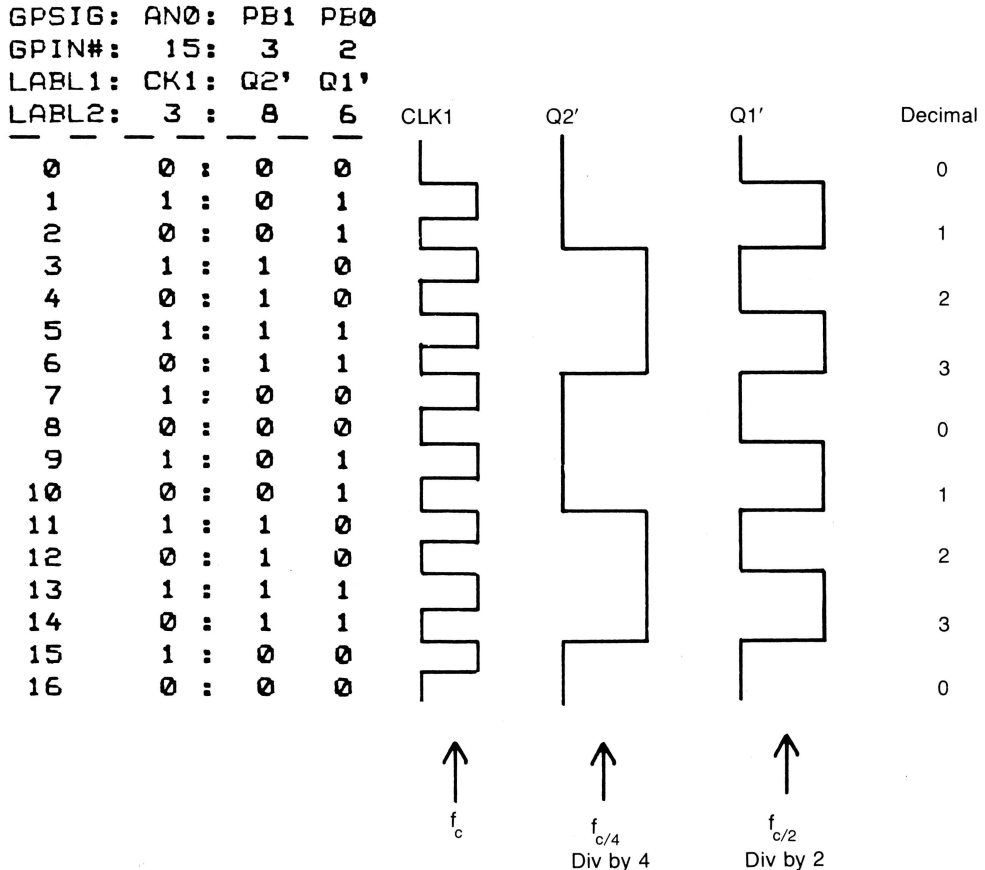 GPSIG: AN0: PB1 PB0
GPIN#: 15: 3 2
LABL1: CK1: Q2' Q1'
LABL2: 3 : 8 6
CLK1 Q2′ Q1′ Decimal
0 0 : 0 0 0
1 1 : 0 1
2 0 : 0 1 1
3 1 : 1 0
4 0 : 1 0 2
5 1 : 1 1
6 0 : 1 1 3
7 1 : 0 0
8 0 : 0 0 0
9 1 : 0 1
10 0 : 0 1 1
11 1 : 1 0
12 0 : 1 0 2
13 1 : 1 1
14 0 : 1 1 3
15 1 : 0 0
16 0 : 0 0 0
fc fc/4 fc/2
Div by 4 Div by 2